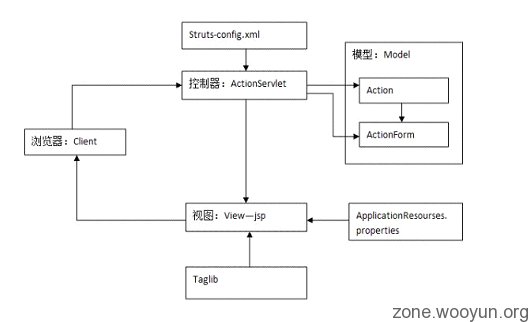 Struts-config.xml
模型：Model
控制器：ActionServlet
Action
ActionForm
浏览器：Client
视图：View—jsp
ApplicationResourses.
properties
Taglib
zone.wooyun.org